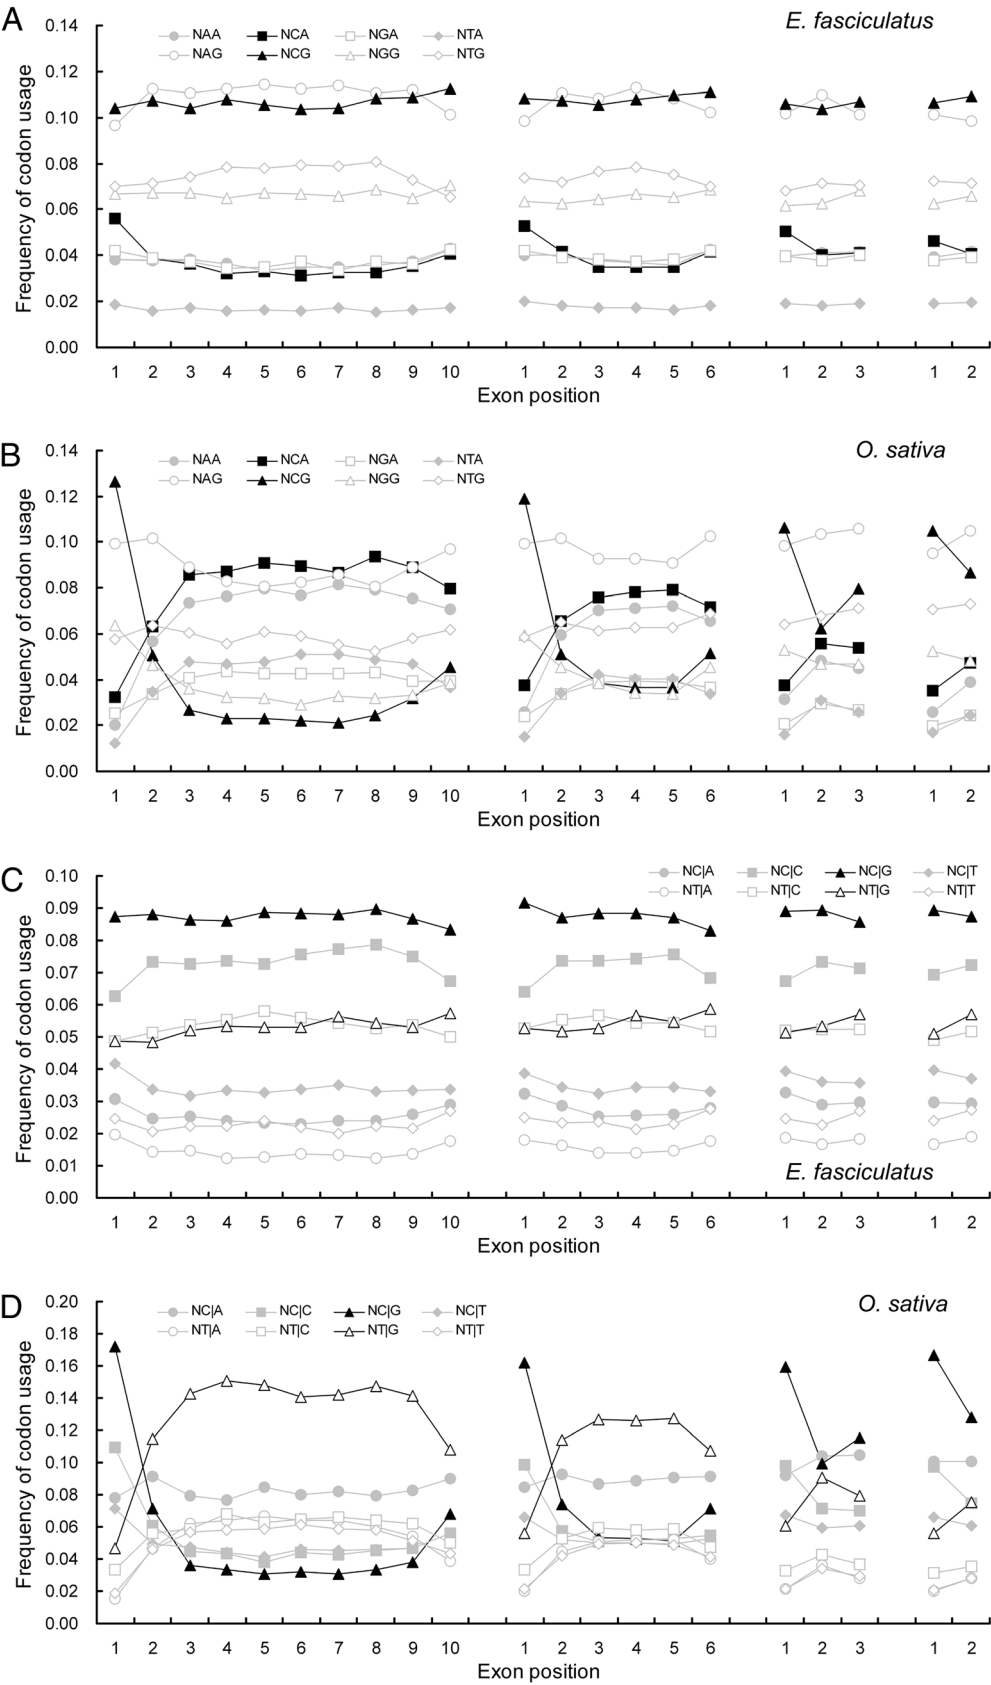 A
E. fasciculatus
NAA NCA NGA NTA
NAG NCG NGG NTG
Frequency of codon usage
0.14
0.12
0.10
0.08
0.06
0.04
0.02
0.00
1 2 3 4 5 6 7 8 9 10 1 2 3 4 5 6 1 2 3 1 2
Exon position
B
O. sativa
NAA NCA NGA NTA
NAG NCG NGG NTG
Frequency of codon usage
0.14
0.12
0.10
0.08
0.06
0.04
0.02
0.00
1 2 3 4 5 6 7 8 9 10 1 2 3 4 5 6 1 2 3 1 2
Exon position
C
NC|A NC|C NC|G NC|T
NT|A NT|C NT|G NT|T
Frequency of codon usage
0.10
0.09
0.08
0.07
0.06
0.05
0.04
0.03
0.02
0.01
0.00
E. fasciculatus
1 2 3 4 5 6 7 8 9 10 1 2 3 4 5 6 1 2 3 1 2
Exon position
D
O. sativa
NC|A NC|C NC|G NC|T
NT|A NT|C NT|G NT|T
Frequency of codon usage
0.20
0.18
0.16
0.14
0.12
0.10
0.08
0.06
0.04
0.02
0.00
1 2 3 4 5 6 7 8 9 10 1 2 3 4 5 6 1 2 3 1 2
Exon position